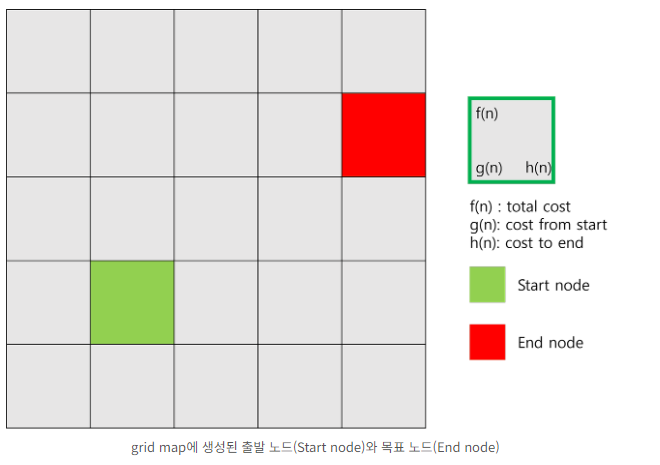 f(n)
g(n) h(n)
f(n) : total cost
g(n): cost from start
h(n): cost to end
Start node
End node
grid map에 생성된 출발 노드(Start node)와 목표 노드(End node)